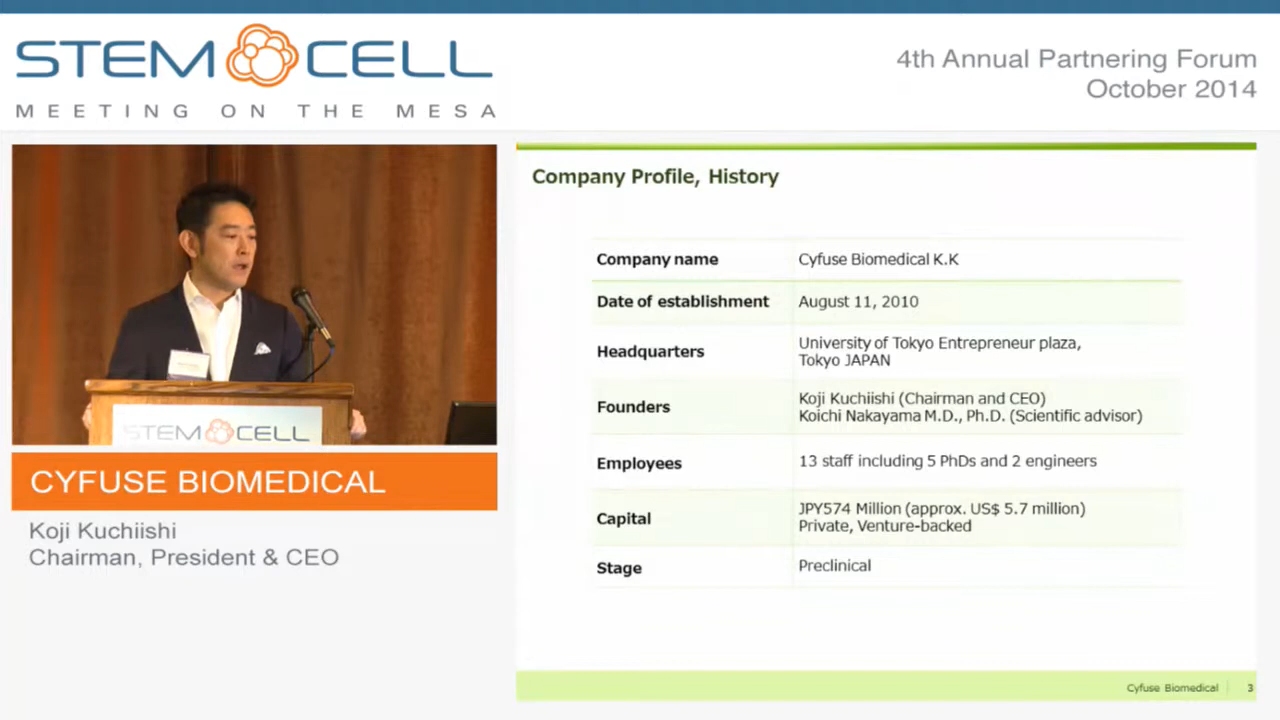 STEM CELL
MEETING ON THE MESA
4th Annual Partnering Forum
October 2014
STEM CELL
CYFUSE BIOMEDICAL
Koji Kuchiishi
Chairman, President & CEO
Company Profile, History
Company name Cyfuse Biomedical K.K
Date of establishment August 11, 2010
Headquarters University of Tokyo Entrepreneur plaza,
Tokyo JAPAN
Founders Koji Kuchiishi (Chairman and CEO)
Koichi Nakayama M.D., Ph.D. (Scientific advisor)
Employees 13 staff including 5 PhDs and 2 engineers
Capital JPY574 Million (approx. US$ 5.7 million)
Private, Venture-backed
Stage Preclinical
Cyfuse Biomedical 3